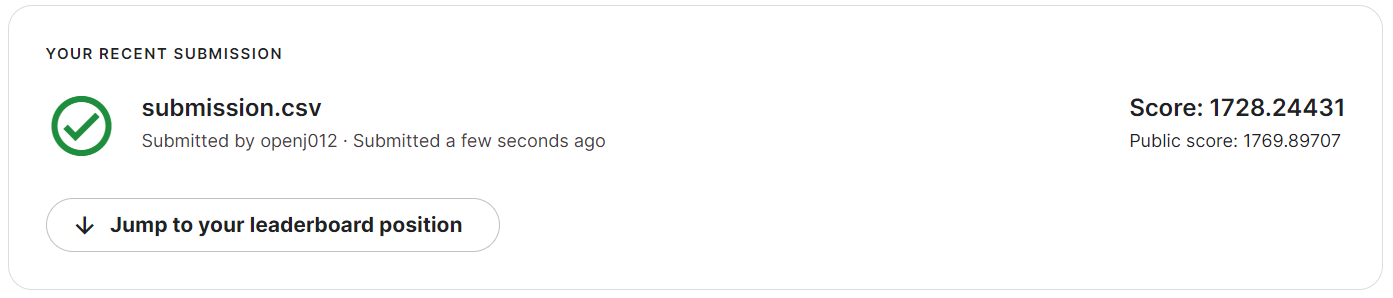 YOUR RECENT SUBMISSION
submission.csv
Score: 1728.24431
Submitted by openj012 · Submitted a few seconds ago
Public score: 1769.89707
Jump to your leaderboard position